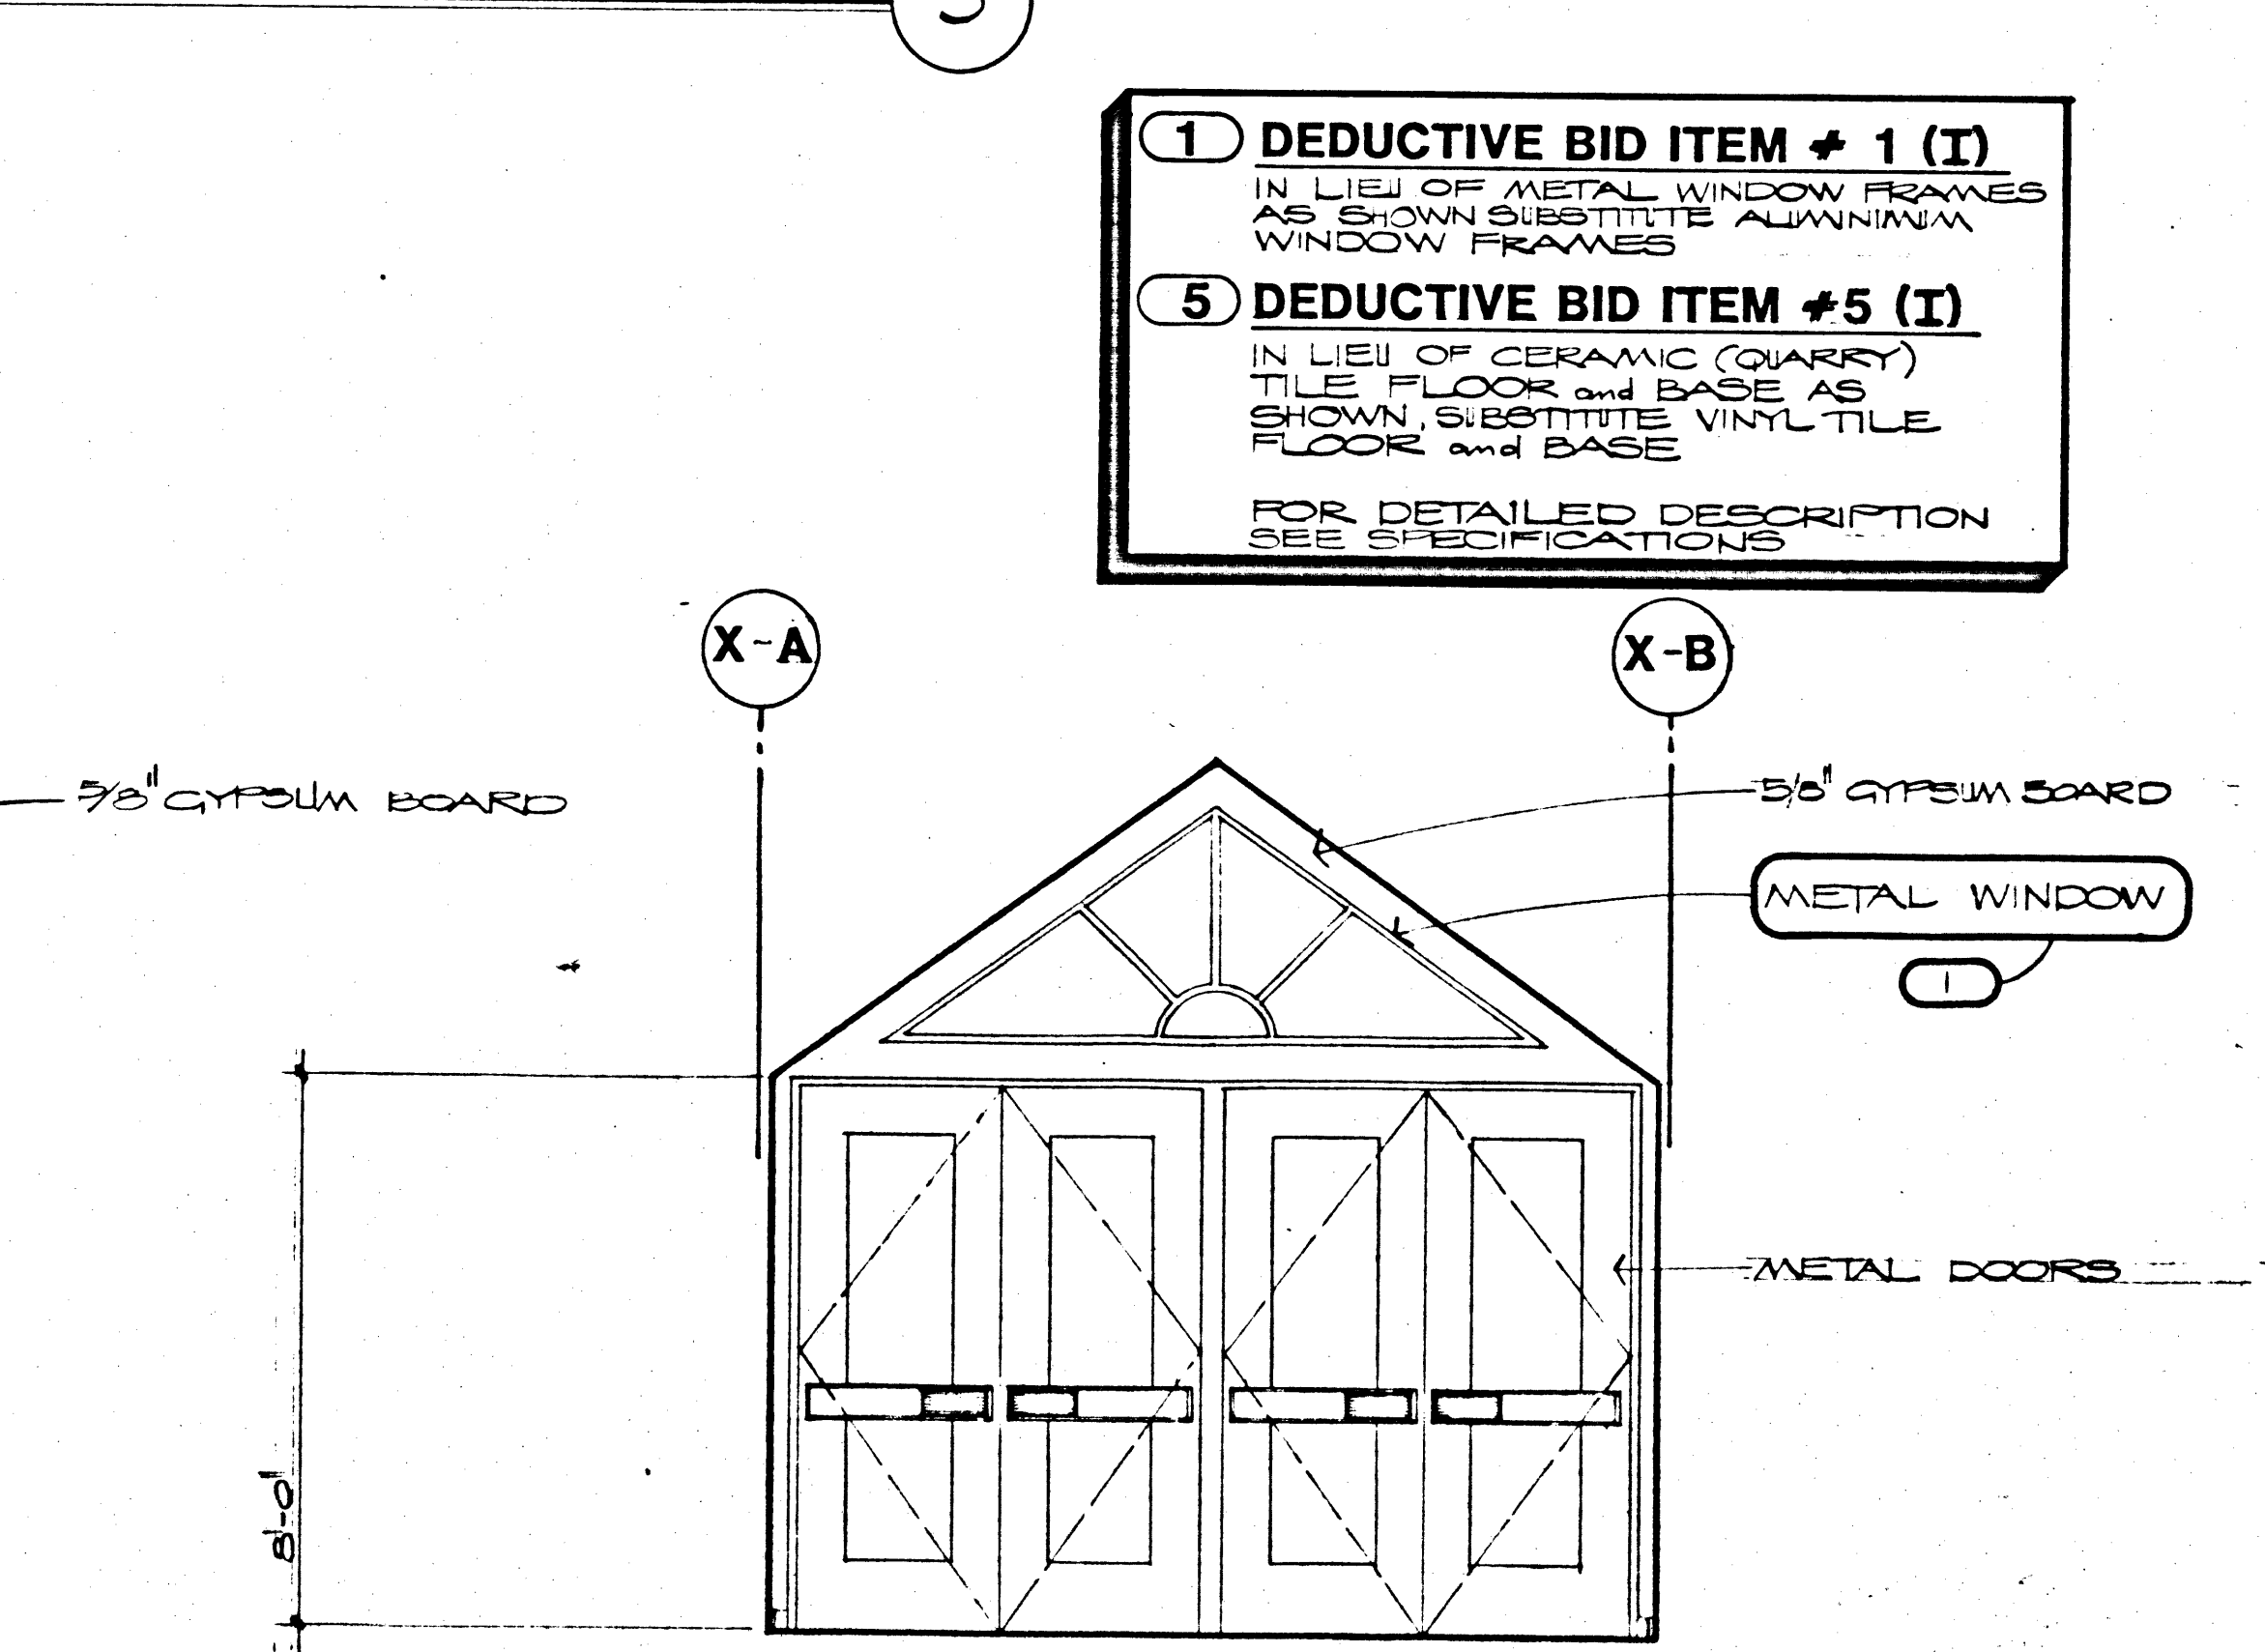 1 DEDUCTIVE BID ITEM # 1 (I)
IN LIEU OF METAL WINDOW FRAMES
AS SHOWN SUBSTITUTE ALUMINIMUM
WINDOW FRAMES
5 DEDUCTIVE BID ITEM #5 (I)
IN LIEU OF CERAMIC (QUARRY)
TILE FLOOR and BASE AS
SHOWN, SUBSTITUTE VINYL TILE
FLOOR and BASE
FOR DETAILED DESCRIPTION
SEE SPECIFICATIONS
X-A
X-B
5/8" GYPSUM BOARD
5/8" GYPSUM BOARD
METAL WINDOW
1
METAL DOORS
8'-0"